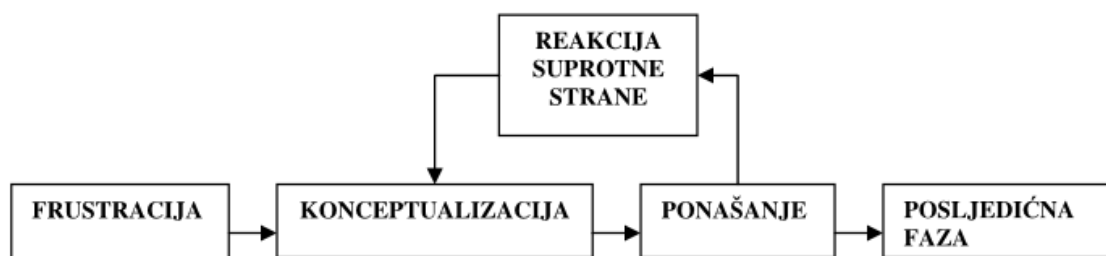 REAKCIJA
SUPROTNE
STRANE
FRUSTRACIJA
KONCEPTUALIZACIJA
PONAŠANJE
POSLJEDIĆNA
FAZA